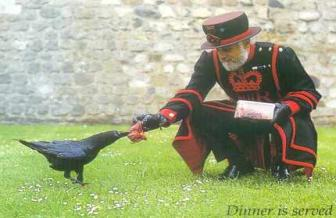 Dinner is served